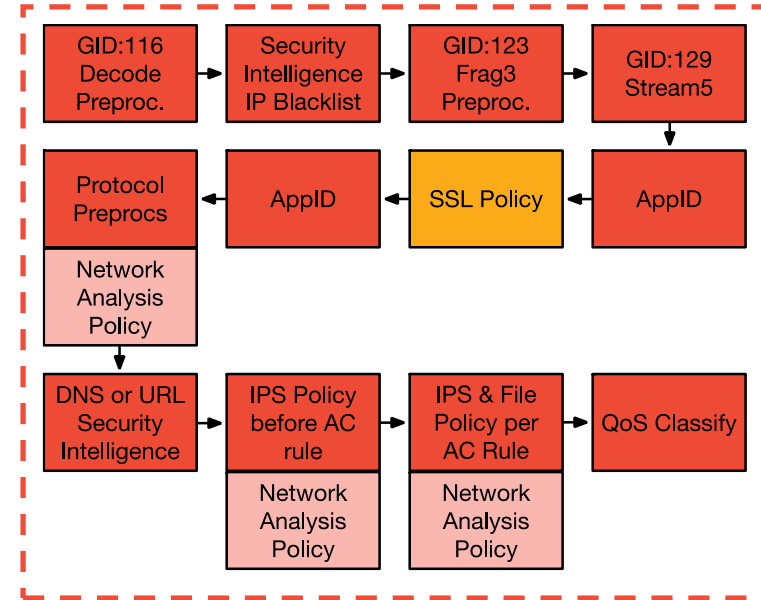 GID:116
Decode
Preproc.
Security
Intelligence
IP Blacklist
GID:123
Frag3
Preproc.
GID:129
Stream5
Protocol
Preprocs
AppID
SSL Policy
AppID
Network
Analysis
Policy
DNS or URL
Security
Intelligence
IPS Policy
before AC
rule
IPS & File
Policy per
AC Rule
QoS Classify
Network
Analysis
Policy
Network
Analysis
Policy